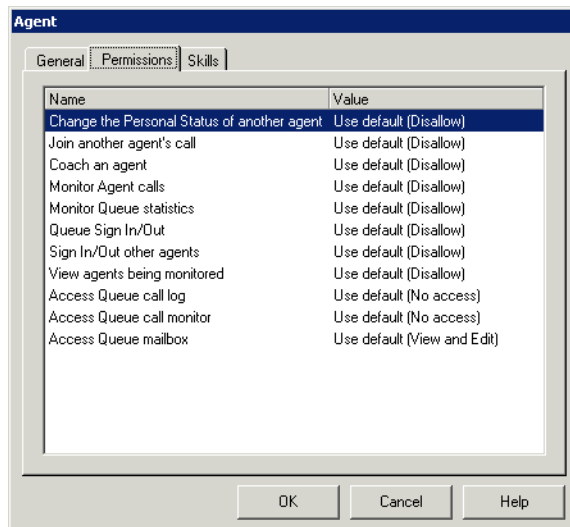 Agent
General Permissions Skills
Name Value
Change the Personal Status of another agent Use default (Disallow)
Join another agent's call Use default (Disallow)
Coach an agent Use default (Disallow)
Monitor Agent calls Use default (Disallow)
Monitor Queue statistics Use default (Disallow)
Queue Sign In/Out Use default (Disallow)
Sign In/Out other agents Use default (Disallow)
View agents being monitored Use default (Disallow)
Access Queue call log Use default (No access)
Access Queue call monitor Use default (No access)
Access Queue mailbox Use default (View and Edit)
OK Cancel Help